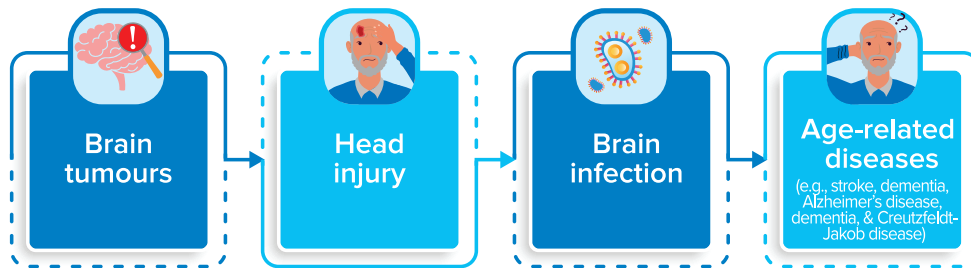 Brain
tumours
Head
injury
Brain
infection
Age-related
diseases
(e.g., stroke, dementia,
Alzheimer's disease,
dementia, & Creutzfeldt-
Jakob disease)
???